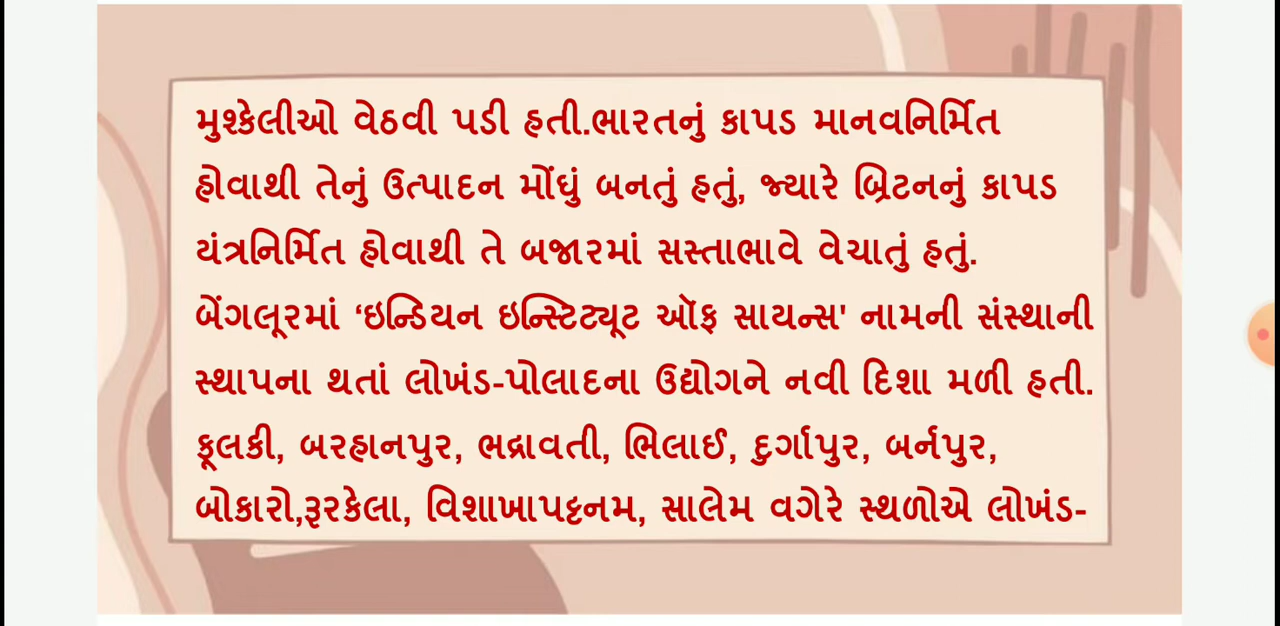 મુશ્કેલીઓ વેઠવી પડી હતી.ભારતનું કાપડ માનવનિર્મિત
હોવાથી તેનું ઉત્પાદન મોંઘું બનતું હતું, જ્યારે બ્રિટનનું કાપડ
યંત્રનિર્મિત હોવાથી તે બજારમાં સસ્તાભાવે વેચાતું હતું.
બેંગલૂરમાં ‘ઇન્ડિયન ઇન્સ્ટિટ્યૂટ ઑફ સાયન્સ' નામની સંસ્થાની
સ્થાપના થતાં લોખંડ-પોલાદના ઉદ્યોગને નવી દિશા મળી હતી.
કૂલકી, બરહાનપુર, ભદ્રાવતી, ભિલાઈ, દુર્ગાપુર, બર્નપુર,
બોકારો,રૂરકેલા, વિશાખાપટ્ટનમ, સાલેમ વગેરે સ્થળોએ લોખંડ-